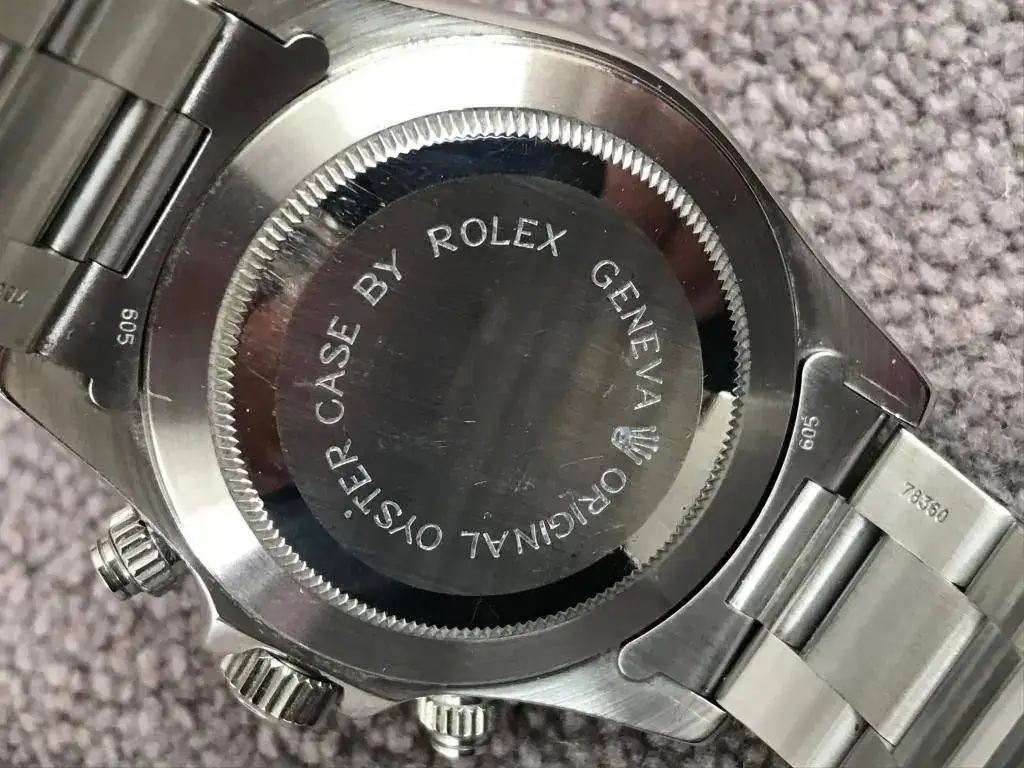 ORIGINAL OYSTER CASE BY ROLEX GENEVA
605
605
78360